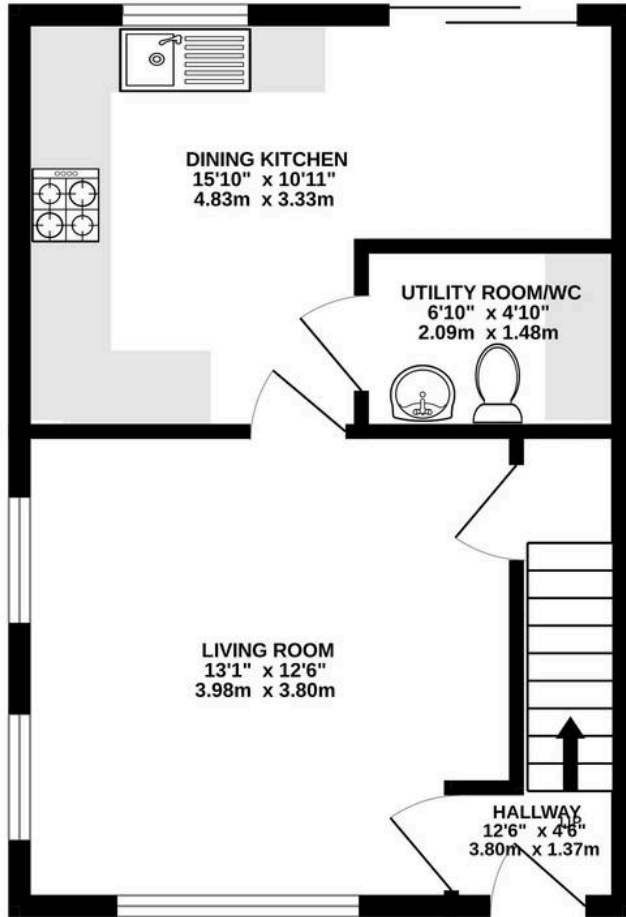 DINING KITCHEN
15'10" x 10'11"
4.83m x 3.33m
UTILITY ROOM/WC
6'10" x 4'10"
2.09m x 1.48m
LIVING ROOM
13'1" x 12'6"
3.98m x 3.80m
HALLWAY
UP
12'6" x 4'6"
3.80m x 1.37m